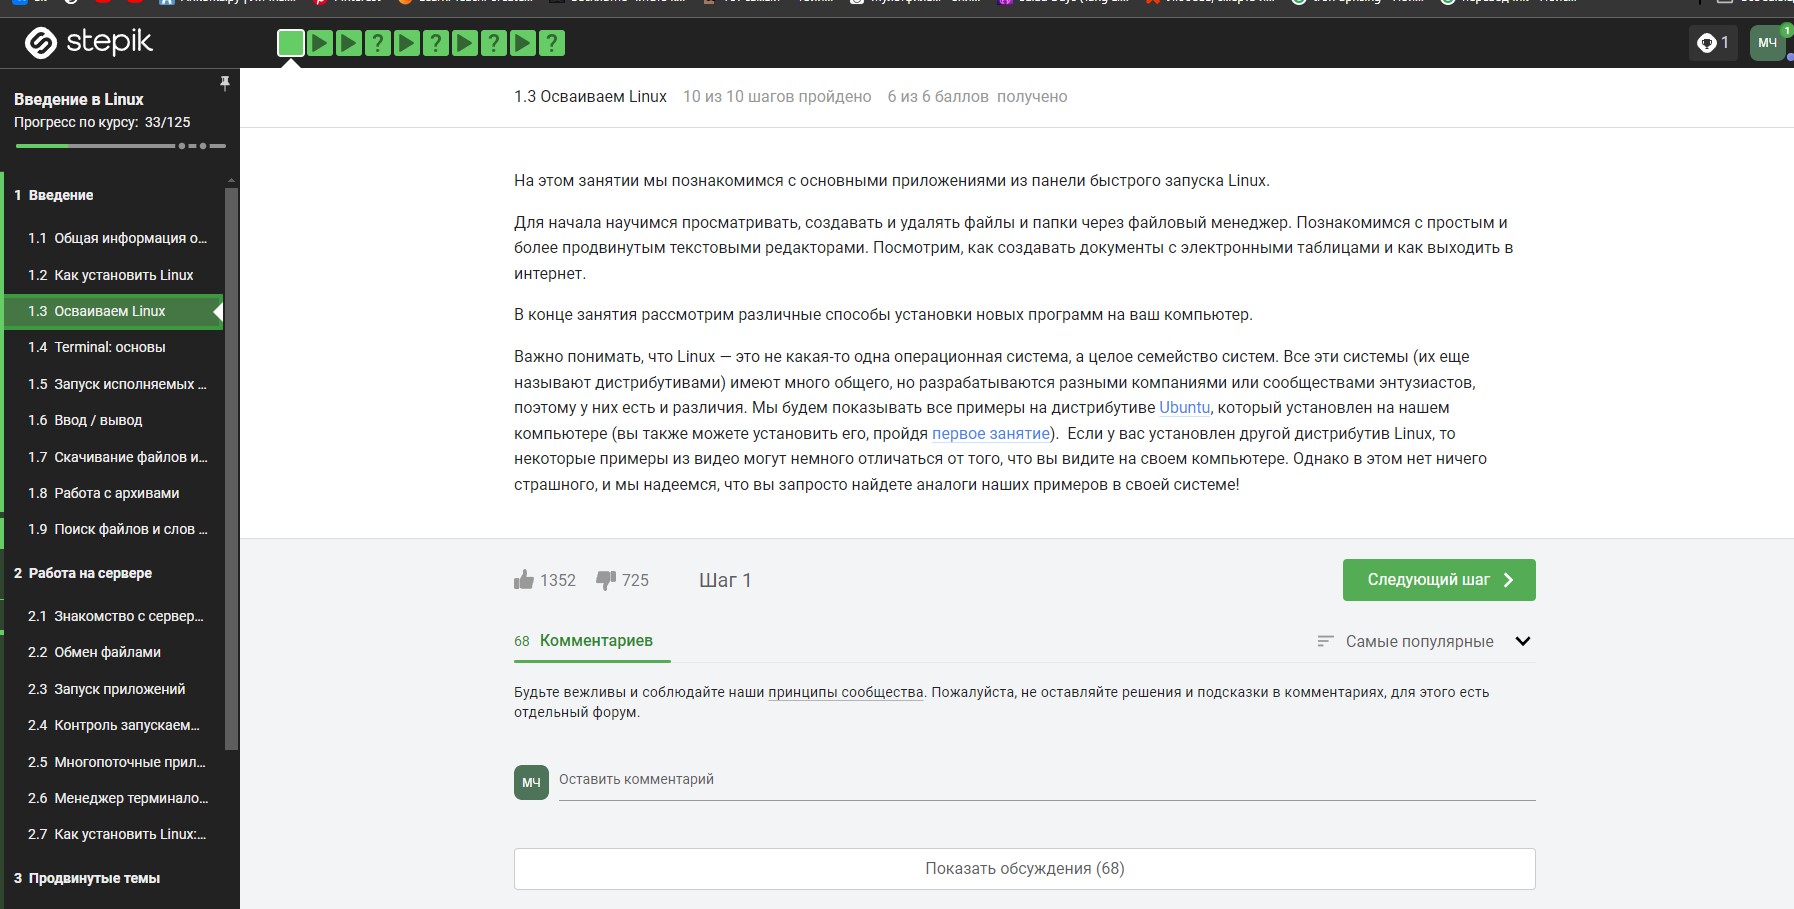 stepik
? ? ? ?
1
МЧ
1
Введение в Linux
Прогресс по курсу: 33/125
1 Введение
1.1 Общая информация о...
1.2 Как установить Linux
1.3 Осваиваем Linux
1.4 Terminal: основы
1.5 Запуск исполняемых ...
1.6 Ввод / вывод
1.7 Скачивание файлов и...
1.8 Работа с архивами
1.9 Поиск файлов и слов ...
2 Работа на сервере
2.1 Знакомство с сервер...
2.2 Обмен файлами
2.3 Запуск приложений
2.4 Контроль запускаем...
2.5 Многопоточные прил...
2.6 Менеджер терминало...
2.7 Как установить Linux:...
3 Продвинутые темы
1.3 Осваиваем Linux 10 из 10 шагов пройдено 6 из 6 баллов получено
На этом занятии мы познакомимся с основными приложениями из панели быстрого запуска Linux.
Для начала научимся просматривать, создавать и удалять файлы и папки через файловый менеджер. Познакомимся с простым и
более продвинутым текстовыми редакторами. Посмотрим, как создавать документы с электронными таблицами и как выходить в
интернет.
В конце занятия рассмотрим различные способы установки новых программ на ваш компьютер.
Важно понимать, что Linux — это не какая-то одна операционная система, а целое семейство систем. Все эти системы (их еще
называют дистрибутивами) имеют много общего, но разрабатываются разными компаниями или сообществами энтузиастов,
поэтому у них есть и различия. Мы будем показывать все примеры на дистрибутиве Ubuntu, который установлен на нашем
компьютере (вы также можете установить его, пройдя первое занятие). Если у вас установлен другой дистрибутив Linux, то
некоторые примеры из видео могут немного отличаться от того, что вы видите на своем компьютере. Однако в этом нет ничего
страшного, и мы надеемся, что вы запросто найдете аналоги наших примеров в своей системе!
1352 725 Шаг 1
Следующий шаг
68 Комментариев
Самые популярные
Будьте вежливы и соблюдайте наши принципы сообщества. Пожалуйста, не оставляйте решения и подсказки в комментариях, для этого есть
отдельный форум.
МЧ
Оставить комментарий
Показать обсуждения (68)